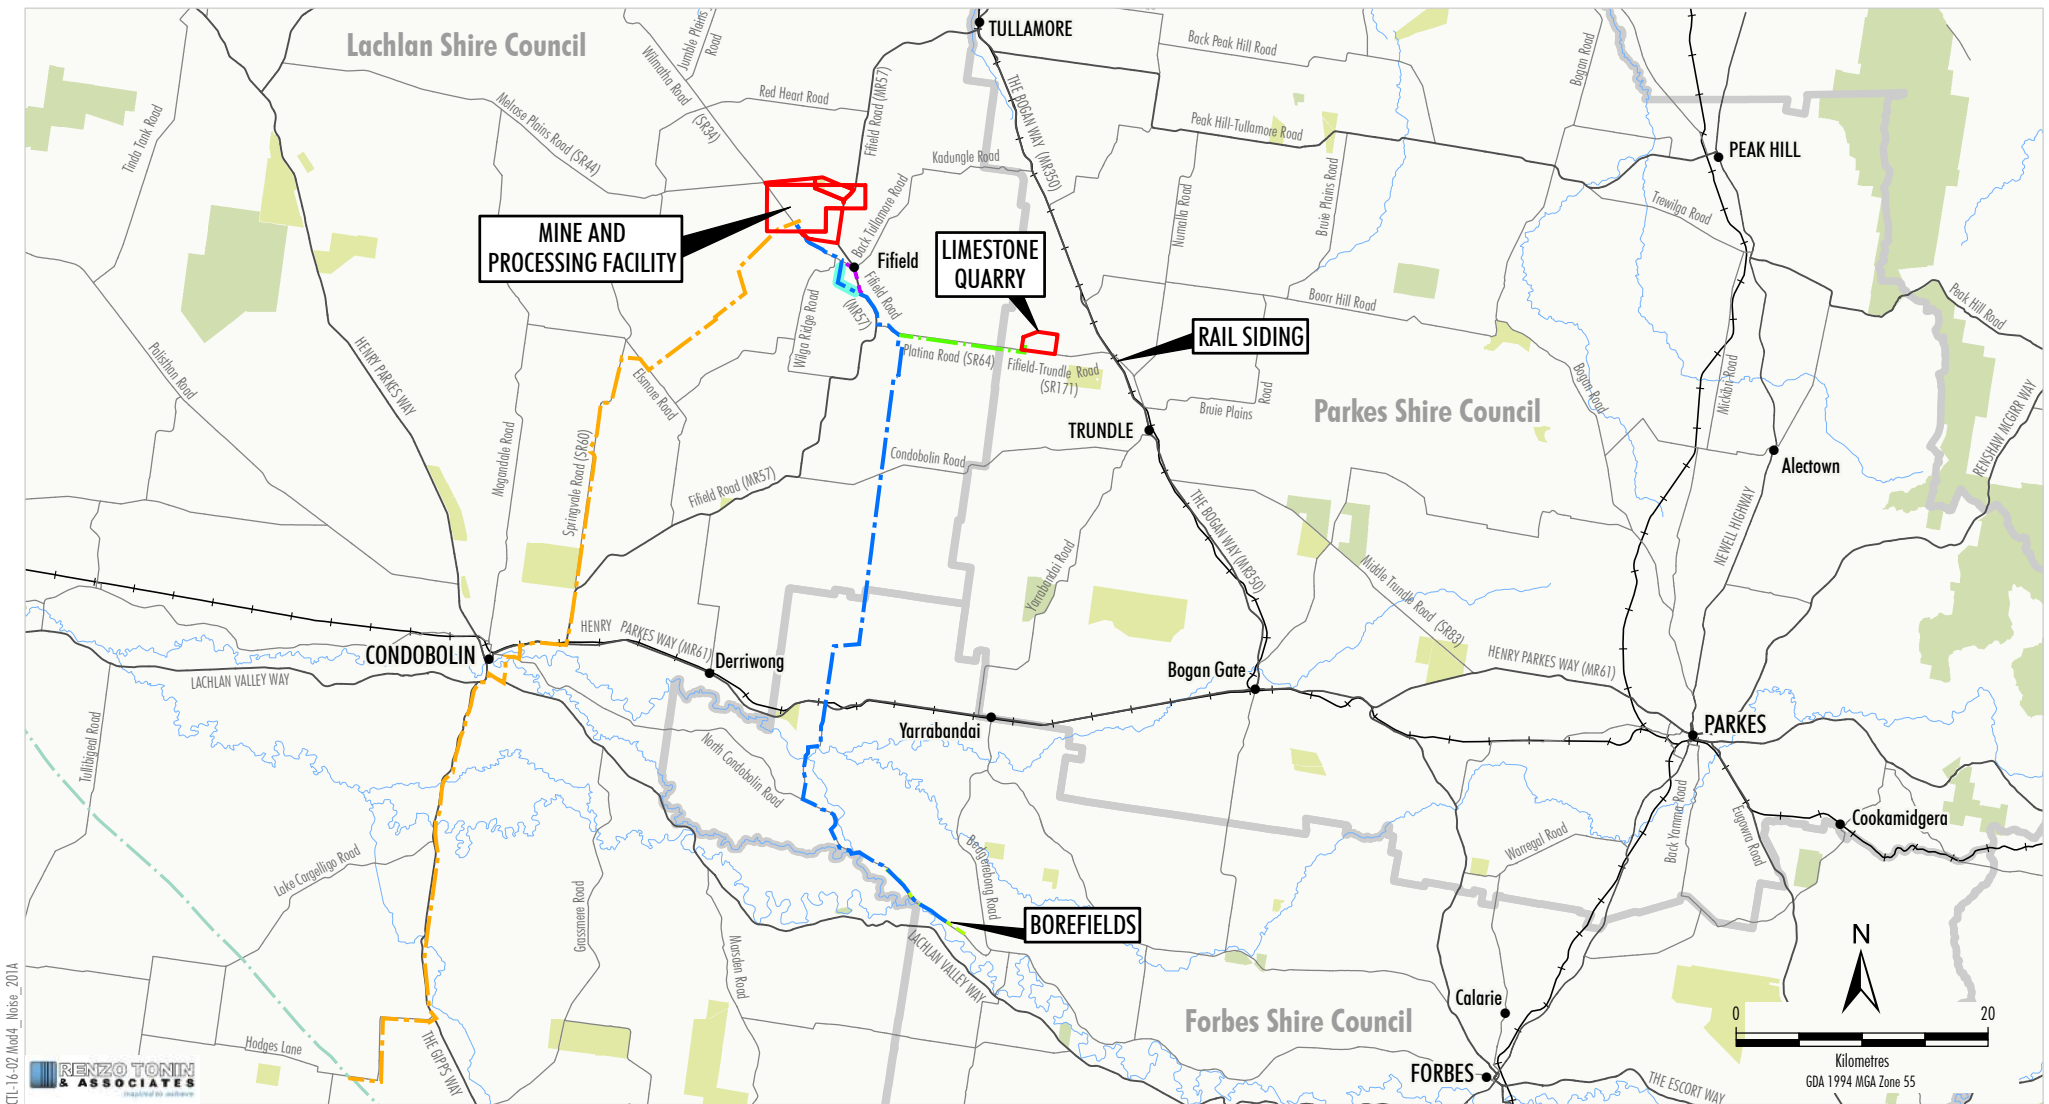 Lachlan Shire Council
TULLAMORE
Jumble Plains
Road
Wilmatha Road
(SR34)
Back Peak Hill Road
Bogan Road
THE BOGAN WAY (MR350)
Red Heart Road
Fifield Road (MR57)
Melrose Plains Road (SR44)
Tinda Tank Road
Peak Hill-Tullamore Road
PEAK HILL
Kadungle Road
Back Tullamore Road
Numalla Road
Bruie Plains Road
Trewilga Road
MINE AND
PROCESSING FACILITY
Fifield
LIMESTONE
QUARRY
Fifield Road
(MR57)
Wilga Ridge Road
Boorr Hill Road
Peak Hill Road
RAIL SIDING
Platina Road (SR64)
Fifield-Trundle Road
(SR171)
HENRY PARKES WAY
Palisthan Road
Elsmore Road
Bogan Road
Mickibri Road
Bruie Plains
Road
Parkes Shire Council
RENSHAW MCGIRR WAY
TRUNDLE
Mogandale Road
Springvale Road (SR60)
Condobolin Road
Fifield Road (MR57)
Alectown
NEWELL HIGHWAY
THE BOGAN WAY (MR350)
Yarrabandai Road
Middle Trundle Road (SR83)
HENRY PARKES WAY (MR61)
HENRY PARKES WAY (MR61)
CONDOBOLIN
Derriwong
Bogan Gate
LACHLAN VALLEY WAY
Yarrabandai
PARKES
Tullibigeal Road
North Condobolin Road
Back Yamma Road
Eugowra Road
Cookamidgera
Warregal Road
Bedgerebong Road
Lake Cargelligo Road
Grassmere Road
Marsden Road
BOREFIELDS
LACHLAN VALLEY WAY
N
Calarie
Forbes Shire Council
0
20
Kilometres
GDA 1994 MGA Zone 55
Hodges Lane
THE GIPPS WAY
FORBES
THE ESCORT WAY
CTL-16-02 Mod4_Noise_201A
RENZO TONIN
& ASSOCIATES
inspired to achieve